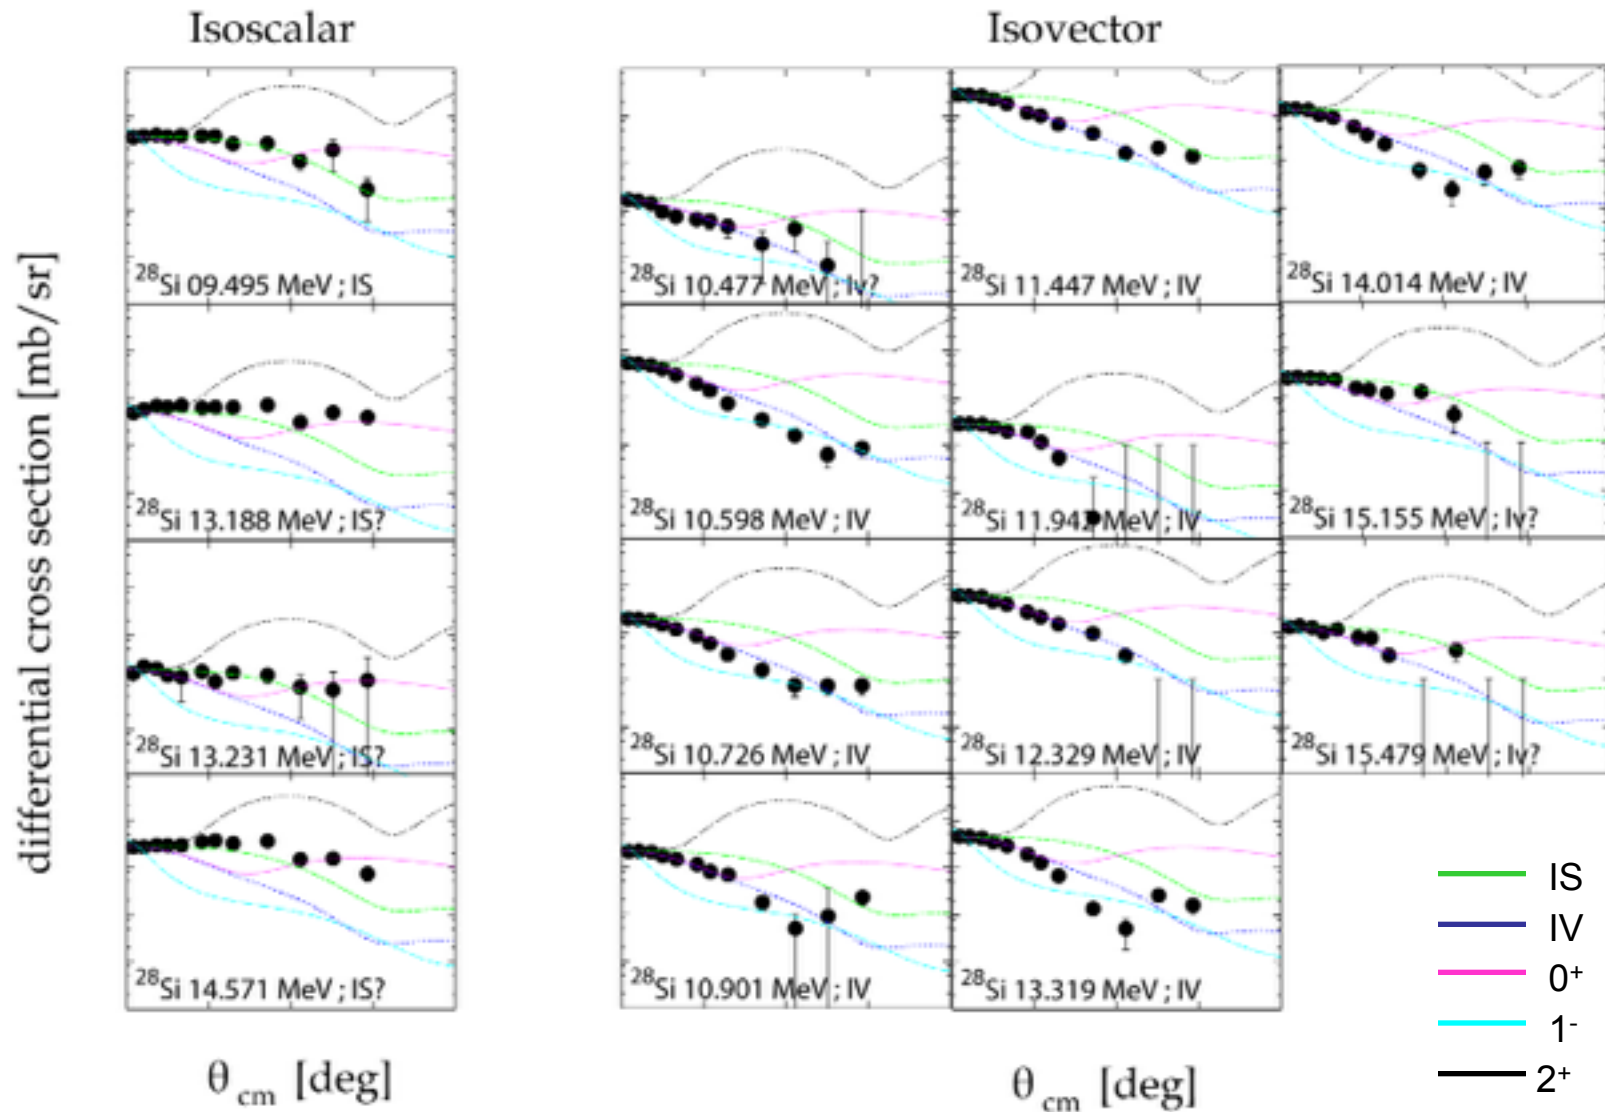 Isoscalar
Isovector
differential cross section [mb/sr]
28Si 09.495 MeV ; IS
28Si 13.188 MeV ; IS?
28Si 13.231 MeV ; IS?
28Si 14.571 MeV ; IS?
28Si 10.477 MeV ; Iv?
28Si 11.447 MeV ; IV
28Si 14.014 MeV ; IV
28Si 10.598 MeV ; IV
28Si 11.942 MeV ; IV
28Si 15.155 MeV ; Iv?
28Si 10.726 MeV ; IV
28Si 12.329 MeV ; IV
28Si 15.479 MeV ; Iv?
28Si 10.901 MeV ; IV
28Si 13.319 MeV ; IV
IS
IV
0+
1-
2+
θcm [deg]
θcm [deg]